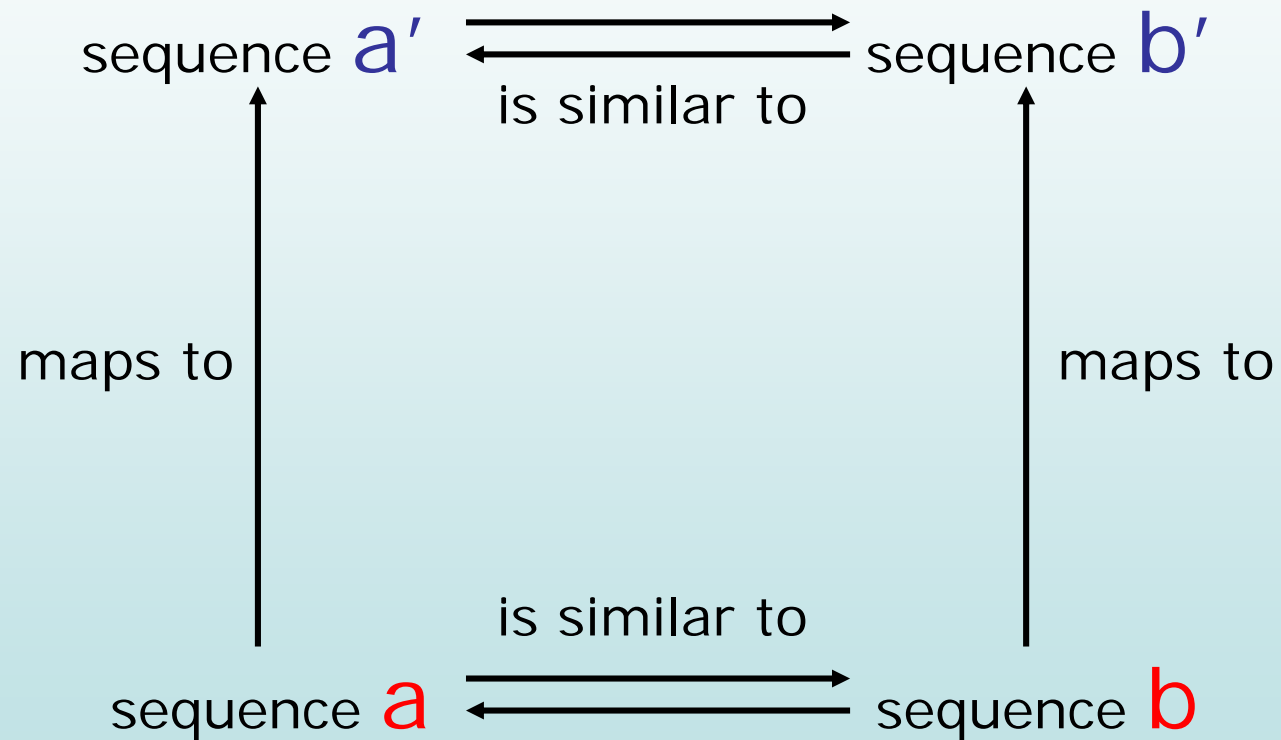 sequence a′
sequence b′
is similar to
maps to
maps to
is similar to
sequence a
sequence b